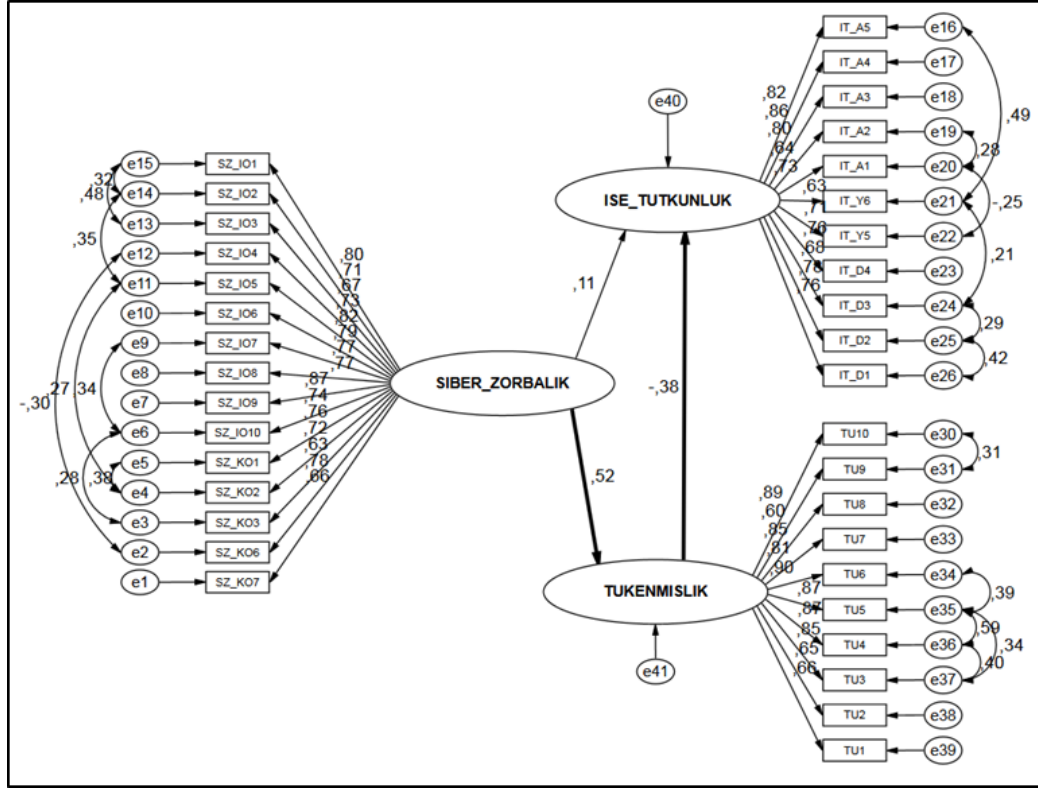 e15 SZ_IO1
e14 SZ_IO2
e13 SZ_IO3
e12 SZ_IO4
e11 SZ_IO5
e10 SZ_IO6
e9 SZ_IO7
e8 SZ_IO8
e7 SZ_IO9
e6 SZ_IO10
e5 SZ_KO1
e4 SZ_KO2
e3 SZ_KO3
e2 SZ_KO6
e1 SZ_KO7
,32
,48
,35
,27
,34
-,30
,28
,38
,80
,71
,67
,73
,82
,79
,77
,77
,87
,74
,76
,72
,63
,78
,66
SIBER_ZORBALIK
,11
,52
-,38
e40
ISE_TUTKUNLUK
TUKENMISLIK
e41
,82
,86
,80
,64
,73
,63
,71
,76
,68
,78
,76
IT_A5 e16
IT_A4 e17
IT_A3 e18
IT_A2 e19
IT_A1 e20
IT_Y6 e21
IT_Y5 e22
IT_D4 e23
IT_D3 e24
IT_D2 e25
IT_D1 e26
,49
,28
-,25
,21
,29
,42
,89
,60
,85
,81
,90
,87
,87
,85
,65
,66
TU10 e30
TU9 e31
TU8 e32
TU7 e33
TU6 e34
TU5 e35
TU4 e36
TU3 e37
TU2 e38
TU1 e39
,31
,39
,59
,34
,40